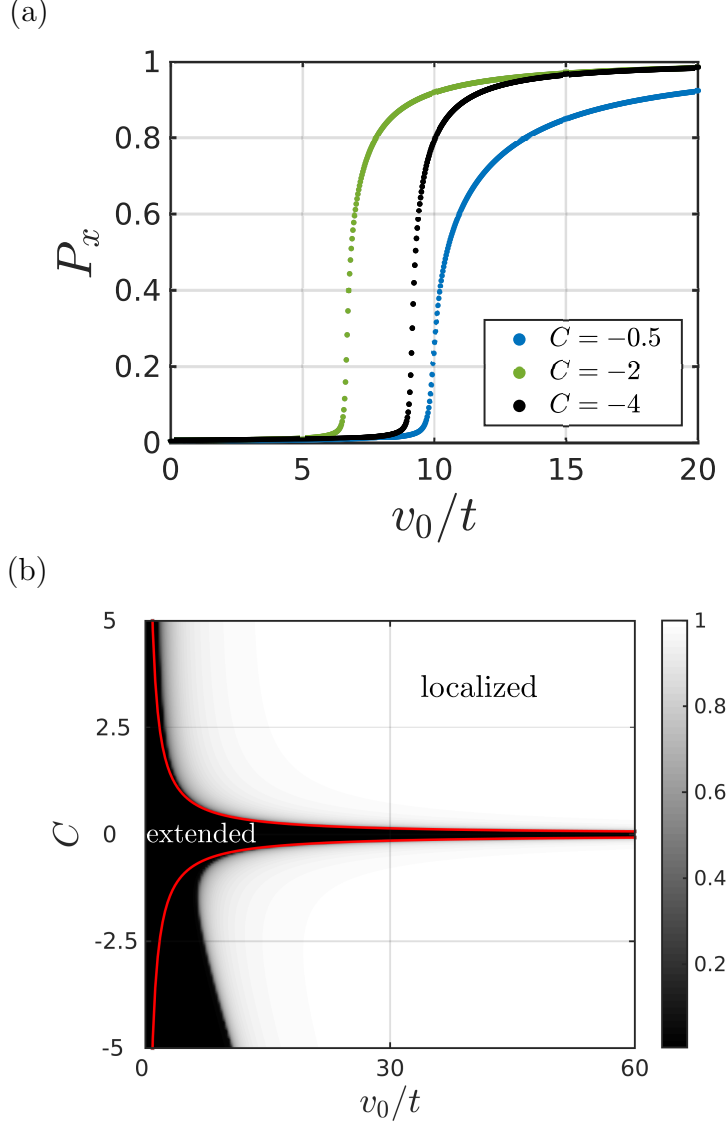 (a)
1
0.8
0.6
0.4
0.2
0
P_x
C = −0.5
C = −2
C = −4
0 5 10 15 20
v_0/t
(b)
5
2.5
0
-2.5
-5
C
localized
extended
1
0.8
0.6
0.4
0.2
0 30 60
v_0/t